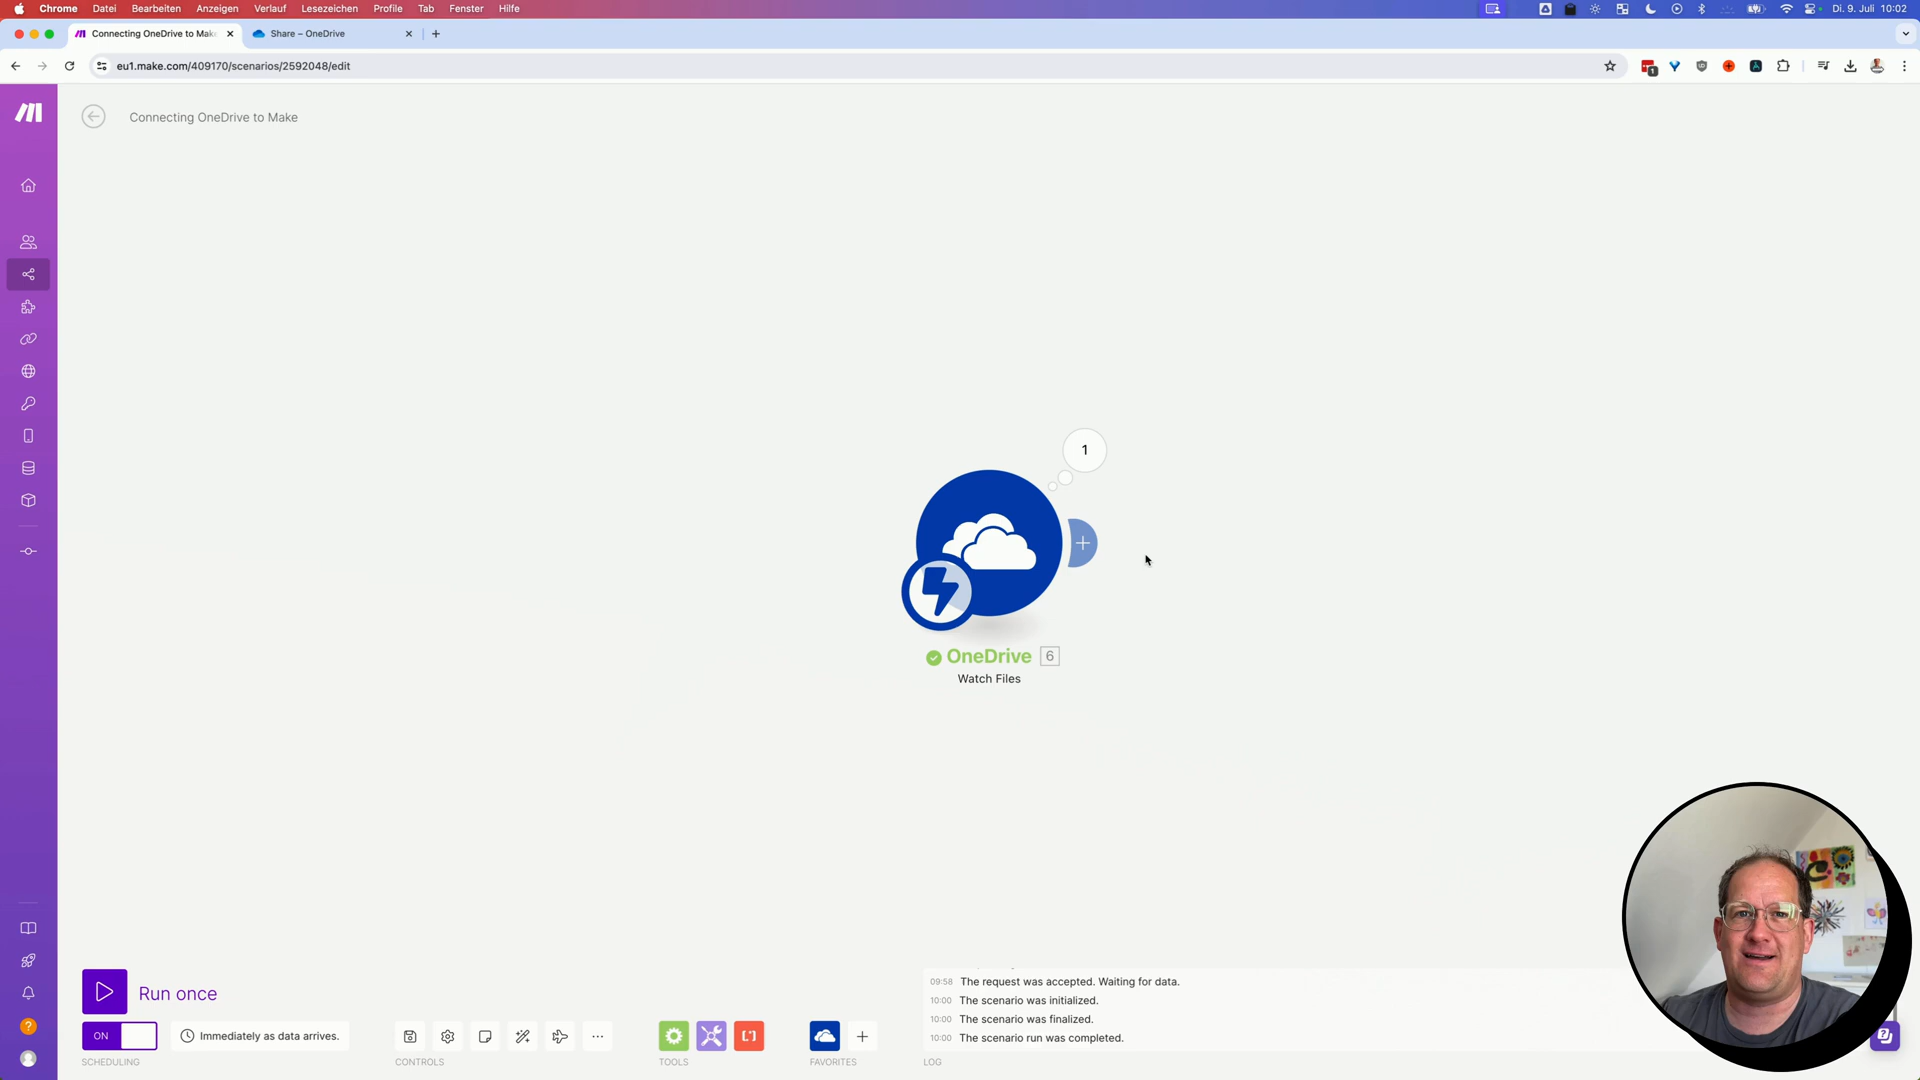 Chrome Datei Bearbeiten Anzeigen Verlauf Lesezeichen Profile Tab Fenster Hilfe
Di. 9. Juli 10:02
Connecting OneDrive to Mak
Share – OneDrive
eu1.make.com/409170/scenarios/2592048/edit
Connecting OneDrive to Make
1
OneDrive 6
Watch Files
Run once
ON
Immediately as data arrives.
SCHEDULING
CONTROLS
TOOLS
FAVORITES
09:58 The request was accepted. Waiting for data.
10:00 The scenario was initialized.
10:00 The scenario was finalized.
10:00 The scenario run was completed.
LOG